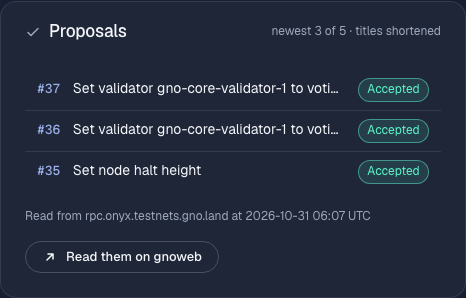 Proposals
newest 3 of 5 · titles shortened
#37 Set validator gno-core-validator-1 to voti… Accepted
#36 Set validator gno-core-validator-1 to voti… Accepted
#35 Set node halt height Accepted
Read from rpc.onyx.testnets.gno.land at 2026-10-31 06:07 UTC
Read them on gnoweb